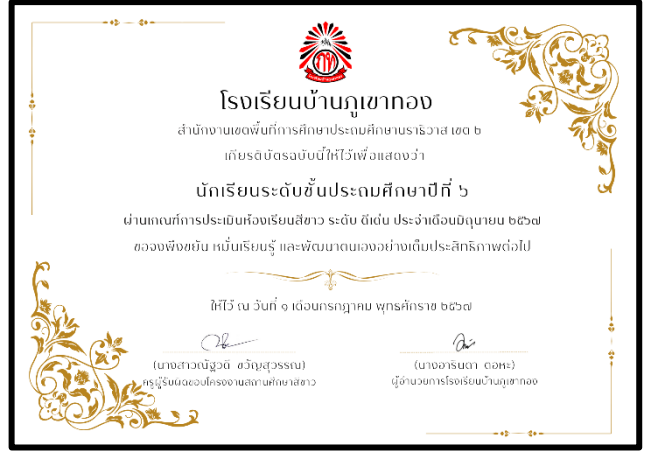 โรงเรียนบ้านภูเขาทอง
สำนักงานเขตพื้นที่การศึกษาประถมศึกษานราธิวาส เขต ๒
เกียรติบัตรฉบับนี้ให้ไว้เพื่อแสดงว่า
นักเรียนระดับชั้นประถมศึกษาปีที่ ๖
ผ่านเกณฑ์การประเมินห้องเรียนสีขาว ระดับ ดีเด่น ประจำเดือนมิถุนายน ๒๕๖๗
ขอจงพึงขยัน หมั่นเรียนรู้ และพัฒนาตนเองอย่างเต็มประสิทธิภาพต่อไป
ให้ไว้ ณ วันที่ ๑ เดือนกรกฎาคม พุทธศักราช ๒๕๖๗
(นางสาวณัฐวดี ขวัญสุวรรณ)
ครูผู้รับผิดชอบโครงงานสถานศึกษาสีขาว
(นางอารินดา ตอหะ)
ผู้อำนวยการโรงเรียนบ้านภูเขาทอง